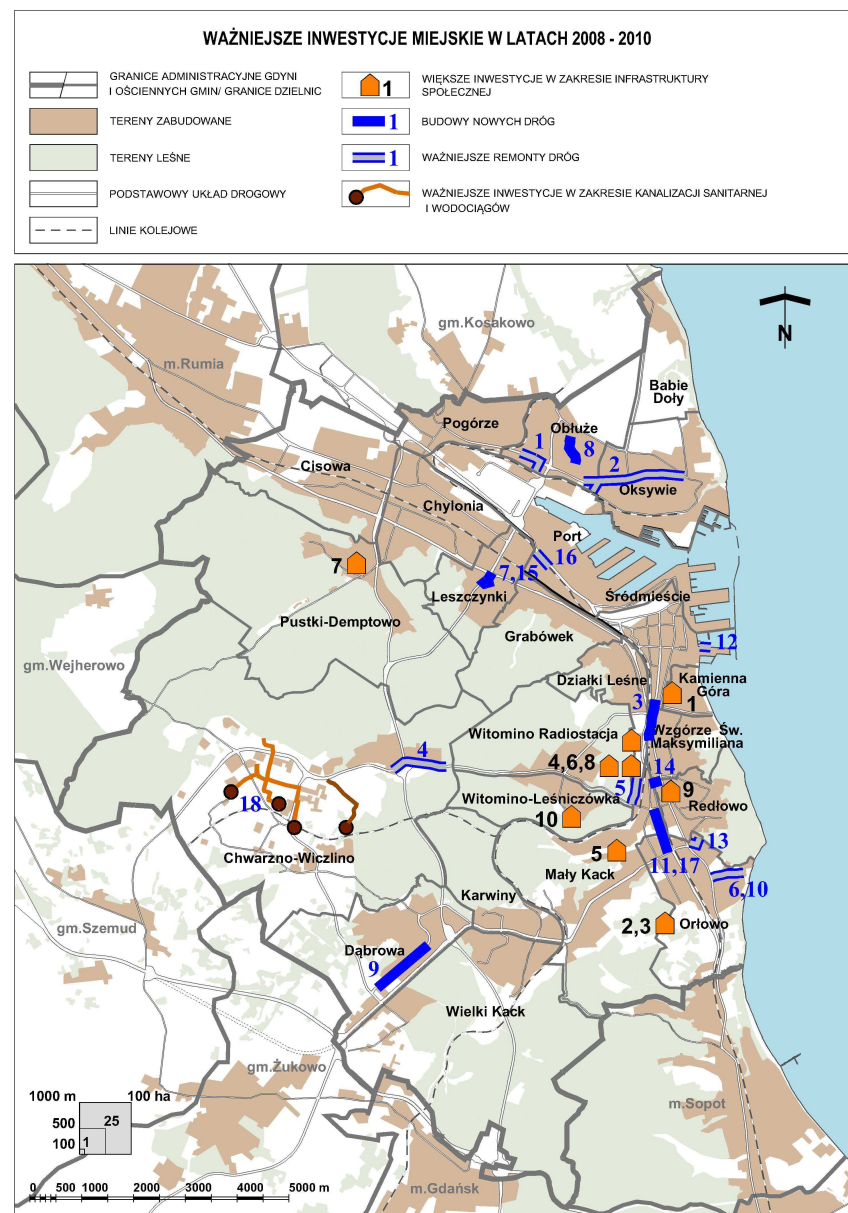 WAŻNIEJSZE INWESTYCJE MIEJSKIE W LATACH 2008 - 2010
GRANICE ADMINISTRACYJNE GDYNI
I OŚCIENNYCH GMIN/ GRANICE DZIELNIC
TERENY ZABUDOWANE
TERENY LEŚNE
PODSTAWOWY UKŁAD DROGOWY
LINIE KOLEJOWE
1
WIĘKSZE INWESTYCJE W ZAKRESIE INFRASTRUKTURY
SPOŁECZNEJ
1
BUDOWY NOWYCH DRÓG
1
WAŻNIEJSZE REMONTY DRÓG
WAŻNIEJSZE INWESTYCJE W ZAKRESIE KANALIZACJI SANITARNEJ
I WODOCIĄGÓW
gm.Kosakowo
N
m.Rumia
Babie
Doły
Pogórze
Obłuże
1
8
2
Cisowa
Oksywie
Chylonia
Port
16
7
7,15
Leszczynki
Śródmieście
Pustki-Demptowo
Grabówek
12
gm.Wejherowo
Działki Leśne
Kamienna
Góra
1
3
Witomino Radiostacja
Wzgórze Św.
Maksymiliana
4
4,6,8
14
5
9
Redłowo
18
Witomino-Leśniczówka
10
13
Chwarzno-Wiczlino
5
Mały Kack
11,17
6,10
Karwiny
2,3
Orłowo
gm.Szemud
Dąbrowa
9
Wielki Kack
gm.Żukowo
1000 m
100 ha
500
25
100
1
m.Sopot
m.Gdańsk
0
500
1000
2000
3000
4000
5000 m